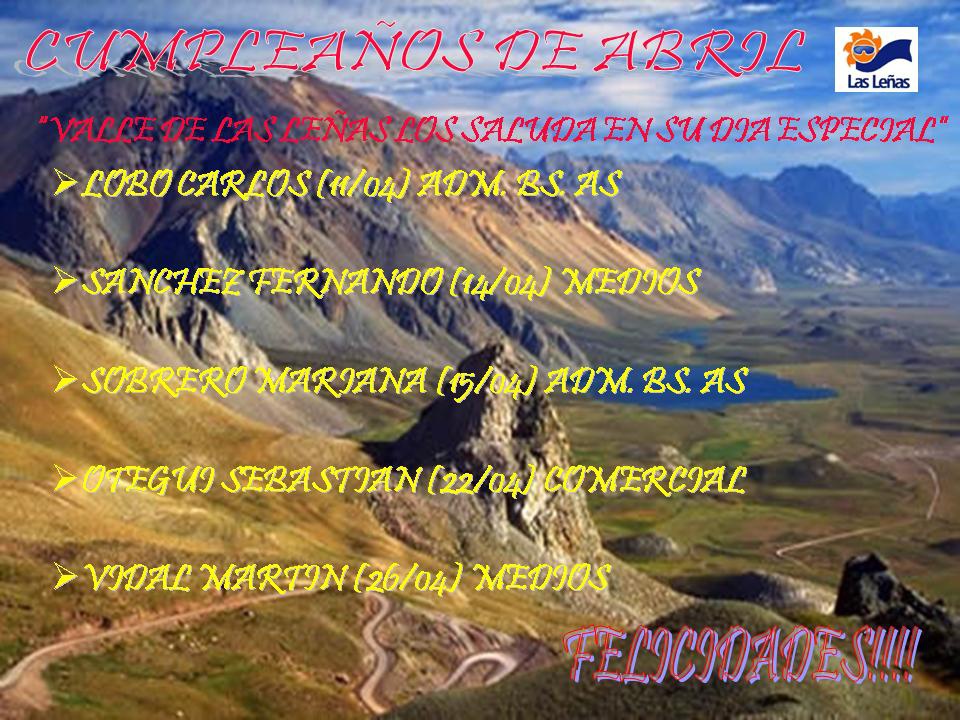 CUMPLEAÑOS DE ABRIL
Las Leñas
"VALLE DE LAS LEÑAS LOS SALUDA EN SU DIA ESPECIAL"
➢LOBO CARLOS (11/04) ADM. BS. AS
➢SANCHEZ FERNANDO (14/04) MEDIOS
➢SOBRERO MARIANA (15/04) ADM. BS. AS
➢OTEGUI SEBASTIAN (22/04) COMERCIAL
➢VIDAL MARTIN (26/04) MEDIOS
FELICIDADES!!!!